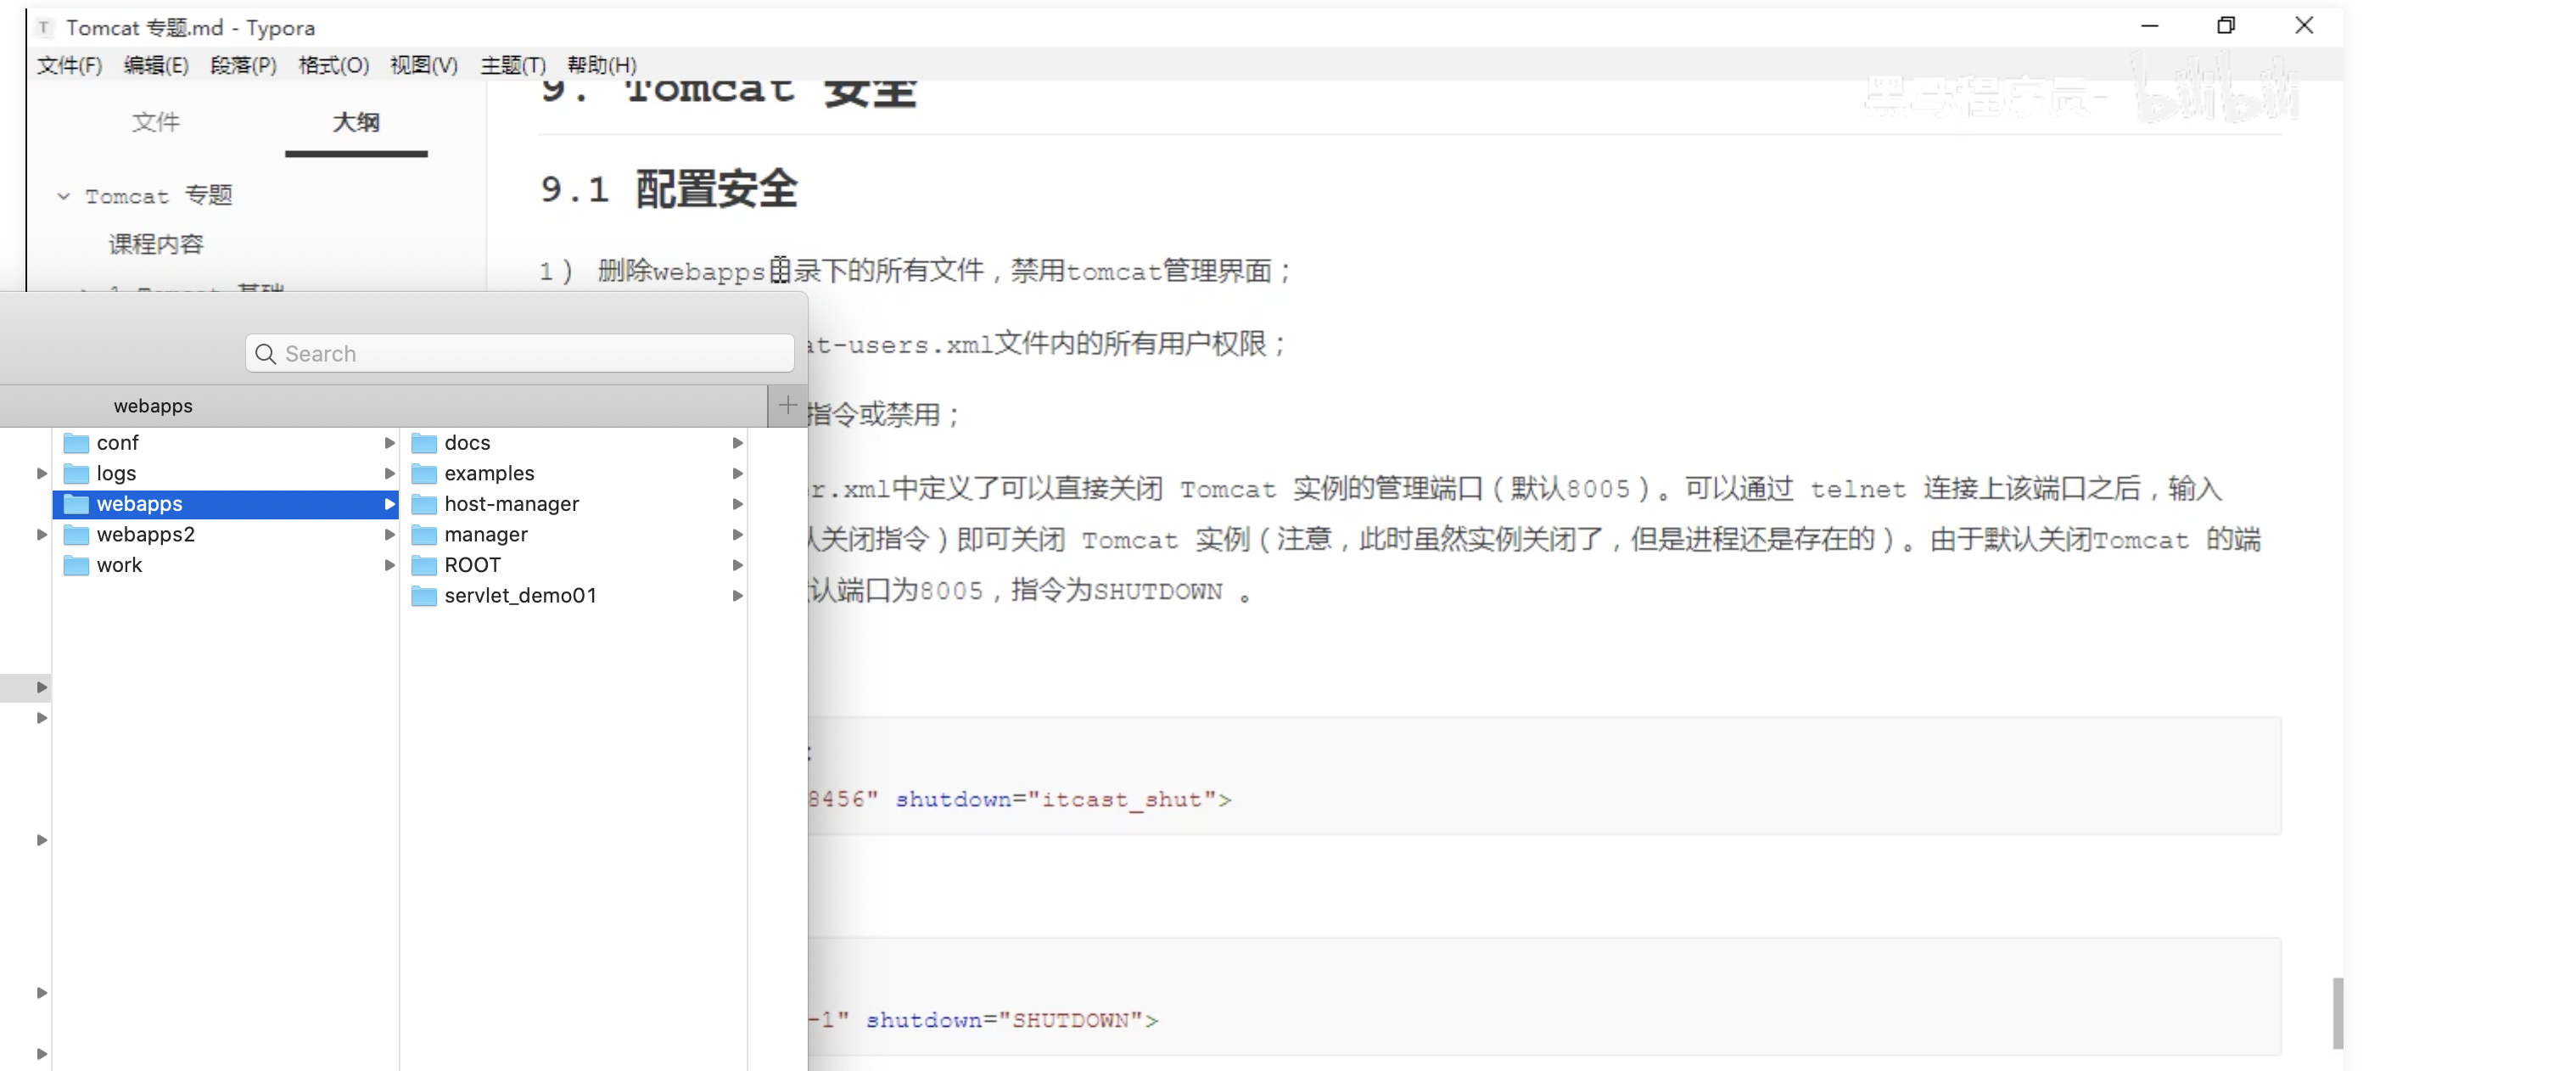 Tomcat 专题.md - Typora
文件(F) 编辑(E) 段落(P) 格式(O) 视图(V) 主题(T) 帮助(H)
文件 大纲
Tomcat 专题
课程内容
1 Tomcat 基础
9. Tomcat 安全
黑马程序员- bilibili
9.1 配置安全
1) 删除webapps目录下的所有文件，禁用tomcat管理界面；
at-users.xml文件内的所有用户权限；
指令或禁用；
r.xml中定义了可以直接关闭 Tomcat 实例的管理端口（默认8005）。可以通过 telnet 连接上该端口之后，输入
关闭指令）即可关闭 Tomcat 实例（注意，此时虽然实例关闭了，但是进程还是存在的）。由于默认关闭Tomcat 的端
认端口为8005，指令为SHUTDOWN 。
:
8456" shutdown="itcast_shut">
-1" shutdown="SHUTDOWN">
Search
webapps
conf
logs
webapps
webapps2
work
docs
examples
host-manager
manager
ROOT
servlet_demo01